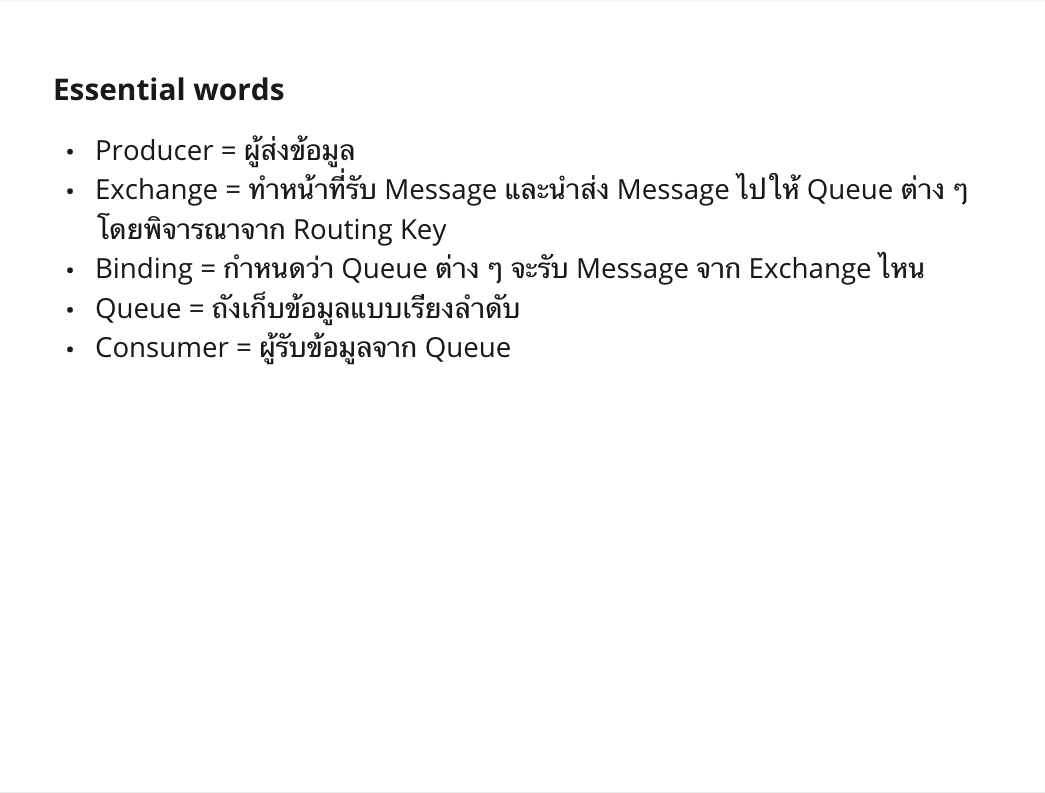 Essential words
• Producer = ผู้ส่งข้อมูล
• Exchange = ทำหน้าที่รับ Message และนำส่ง Message ไปให้ Queue ต่าง ๆ
โดยพิจารณาจาก Routing Key
• Binding = กำหนดว่า Queue ต่าง ๆ จะรับ Message จาก Exchange ไหน
• Queue = ถังเก็บข้อมูลแบบเรียงลำดับ
• Consumer = ผู้รับข้อมูลจาก Queue